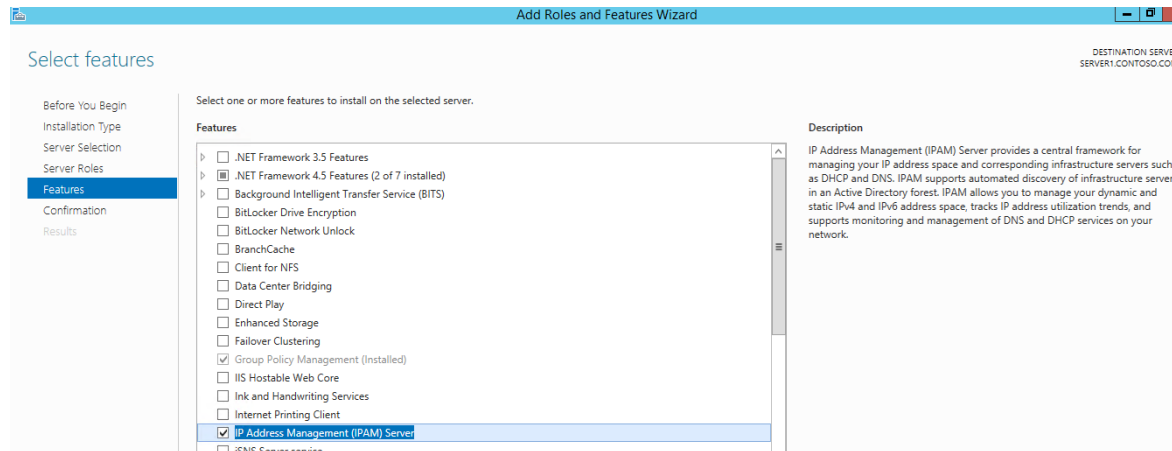 Add Roles and Features Wizard
Select features
DESTINATION SERVE
SERVER1.CONTOSO.CO
Before You Begin
Installation Type
Server Selection
Server Roles
Features
Confirmation
Results
Select one or more features to install on the selected server.
Features
.NET Framework 3.5 Features
.NET Framework 4.5 Features (2 of 7 installed)
Background Intelligent Transfer Service (BITS)
BitLocker Drive Encryption
BitLocker Network Unlock
BranchCache
Client for NFS
Data Center Bridging
Direct Play
Enhanced Storage
Failover Clustering
Group Policy Management (Installed)
IIS Hostable Web Core
Ink and Handwriting Services
Internet Printing Client
IP Address Management (IPAM) Server
iSNS Server service
Description
IP Address Management (IPAM) Server provides a central framework for
managing your IP address space and corresponding infrastructure servers such
as DHCP and DNS. IPAM supports automated discovery of infrastructure server
in an Active Directory forest. IPAM allows you to manage your dynamic and
static IPv4 and IPv6 address space, tracks IP address utilization trends, and
supports monitoring and management of DNS and DHCP services on your
network.